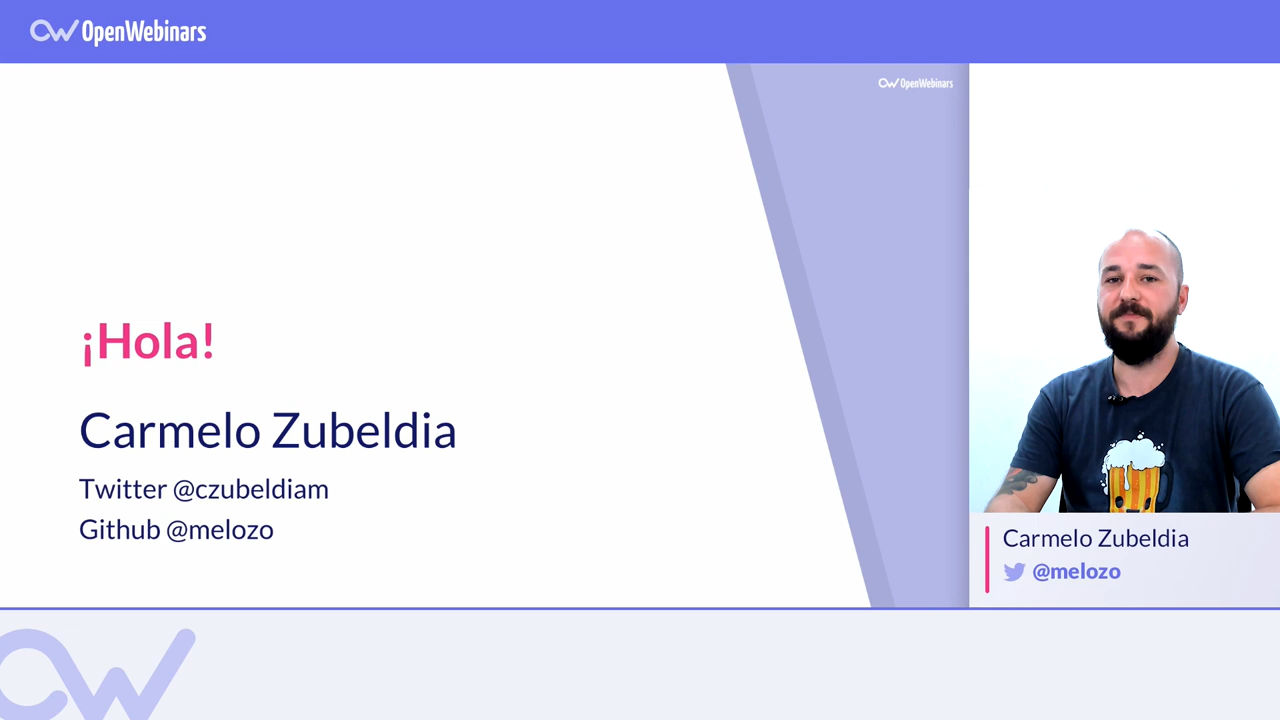 OpenWebinars
OpenWebinars
¡Hola!
Carmelo Zubeldia
Twitter @czubeldiam
Github @melozo
Carmelo Zubeldia
@melozo